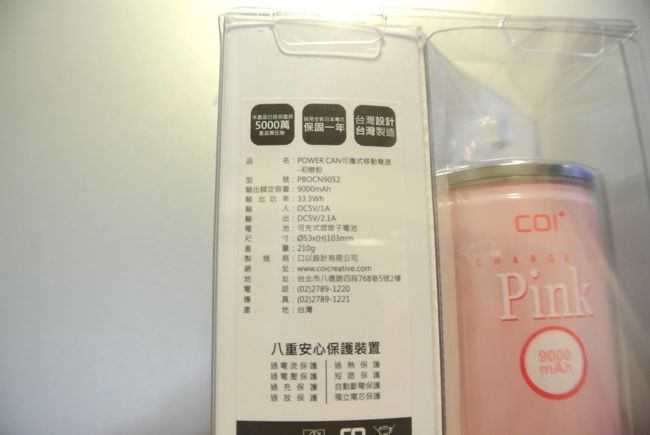 本產品已投保國泰
5000萬
產品責任險
採用全新日本電芯
保固一年
台灣設計
台灣製造
品名：POWER CAN可攜式移動電源
-初戀粉
型號：PBOCN9052
輸出額定容量：9000mAh
輸出功率：33.3Wh
輸入：DC5V/1A
輸出：DC5V/2.1A
電池：可充式鋰離子電池
尺寸：Ø53x(H)103mm
重量：210g
製造商：口以設計有限公司
網址：www.coicreative.com
地址：台北市八德路四段768巷5號2樓
電話：(02)2789-1220
傳真：(02)2789-1221
產地：台灣
八重安心保護裝置
過電流保護 過熱保護
過電壓保護 短路保護
過充保護 自動斷電保護
過放保護 獨立電芯保護
COI+
CHARGE
Pink
9000
mAh